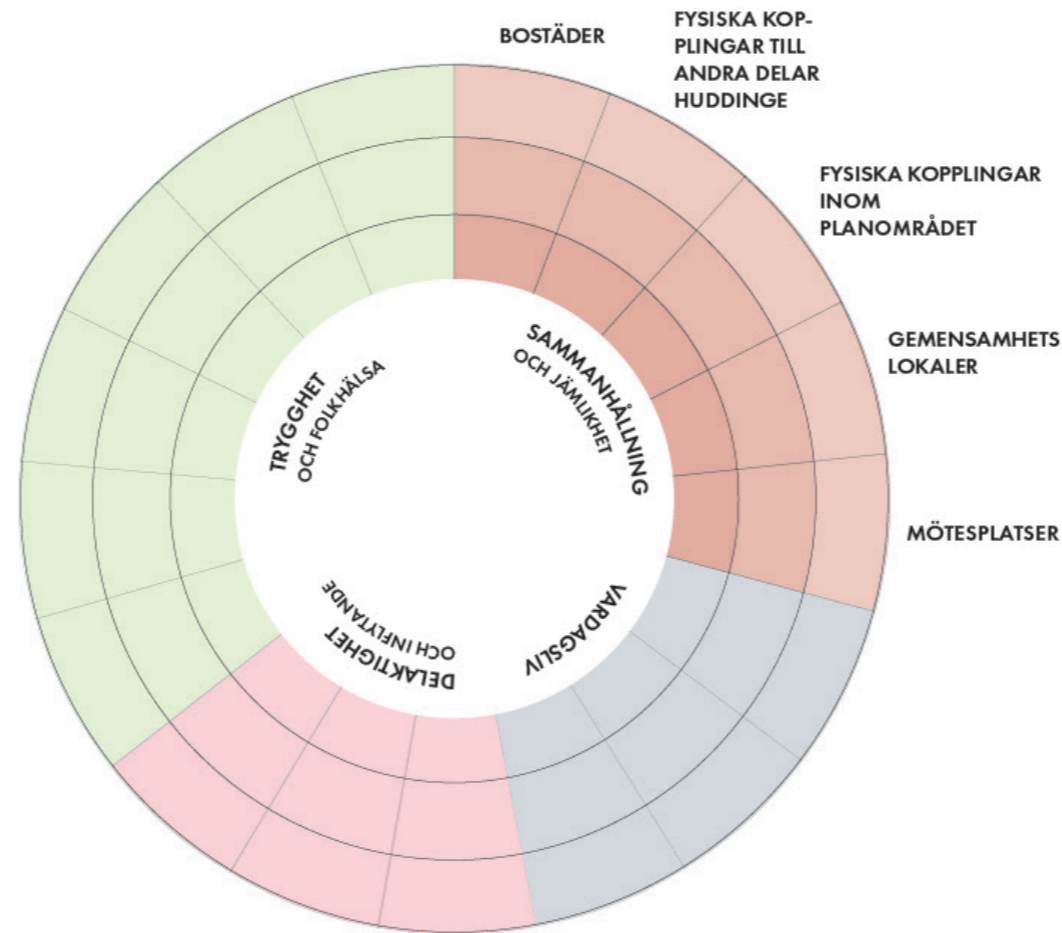 BOSTÄDER
FYSISKA KOP-
PLINGAR TILL
ANDRA DELAR
HUDDINGE
FYSISKA KOPPLINGAR
INOM
PLANOMRÅDET
GEMENSAMHETS
LOKALER
MÖTESPLATSER
SAMMANHÅLLNING
OCH JÄMLIKHET
VARDAGSLIV
DELAKTIGHET
OCH INFLYTANDE
TRYGGHET
OCH FOLKHÄLSA